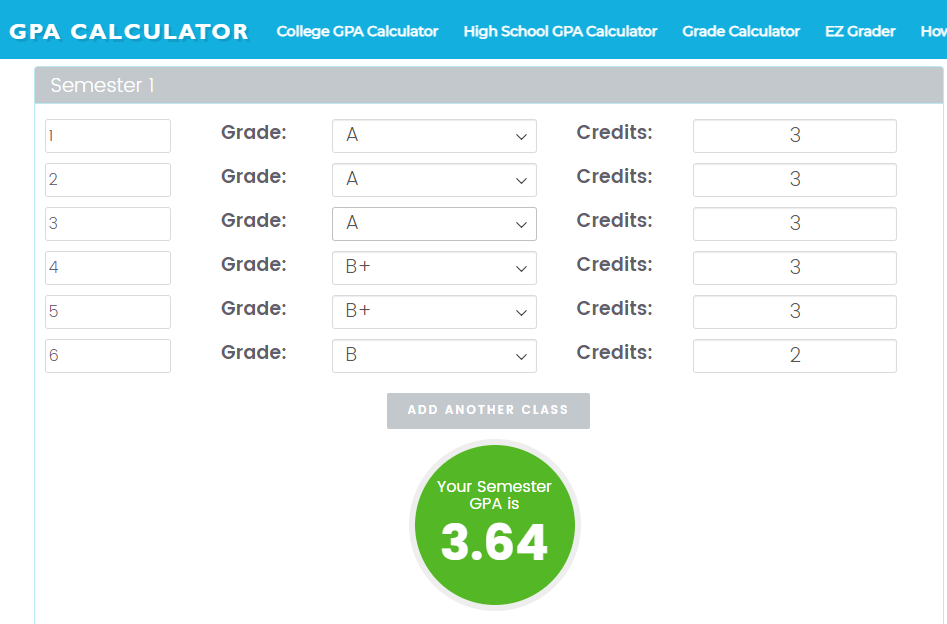 GPA CALCULATOR College GPA Calculator High School GPA Calculator Grade Calculator EZ Grader
Semester 1
1 Grade: A Credits: 3
2 Grade: A Credits: 3
3 Grade: A Credits: 3
4 Grade: B+ Credits: 3
5 Grade: B+ Credits: 3
6 Grade: B Credits: 2
ADD ANOTHER CLASS
Your Semester
GPA is
3.64